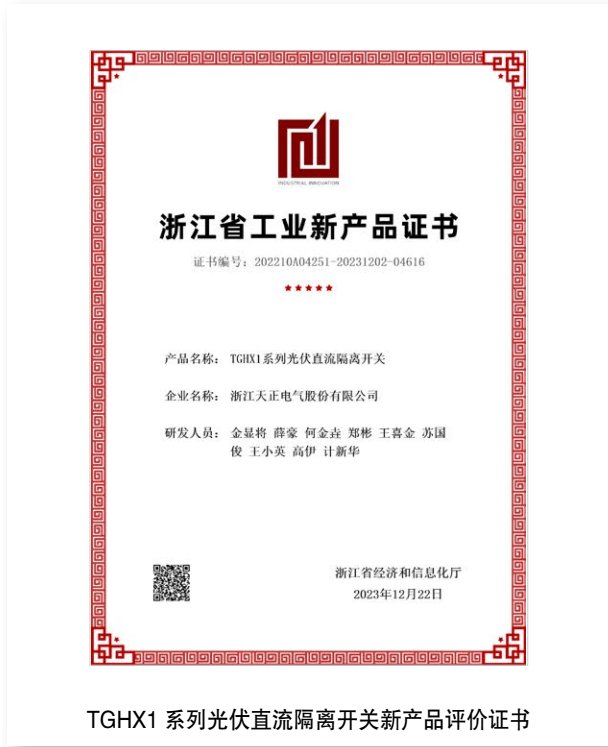 INDUSTRIAL INNOVATION
浙江省工业新产品证书
证书编号：202210A04251-20231202-04616
产品名称： TGHX1系列光伏直流隔离开关
企业名称： 浙江天正电气股份有限公司
研发人员： 金显将 薛豪 何金垚 郑彬 王喜金 苏国
俊 王小英 高伊 计新华
浙江省经济和信息化厅
2023年12月22日
TGHX1 系列光伏直流隔离开关新产品评价证书